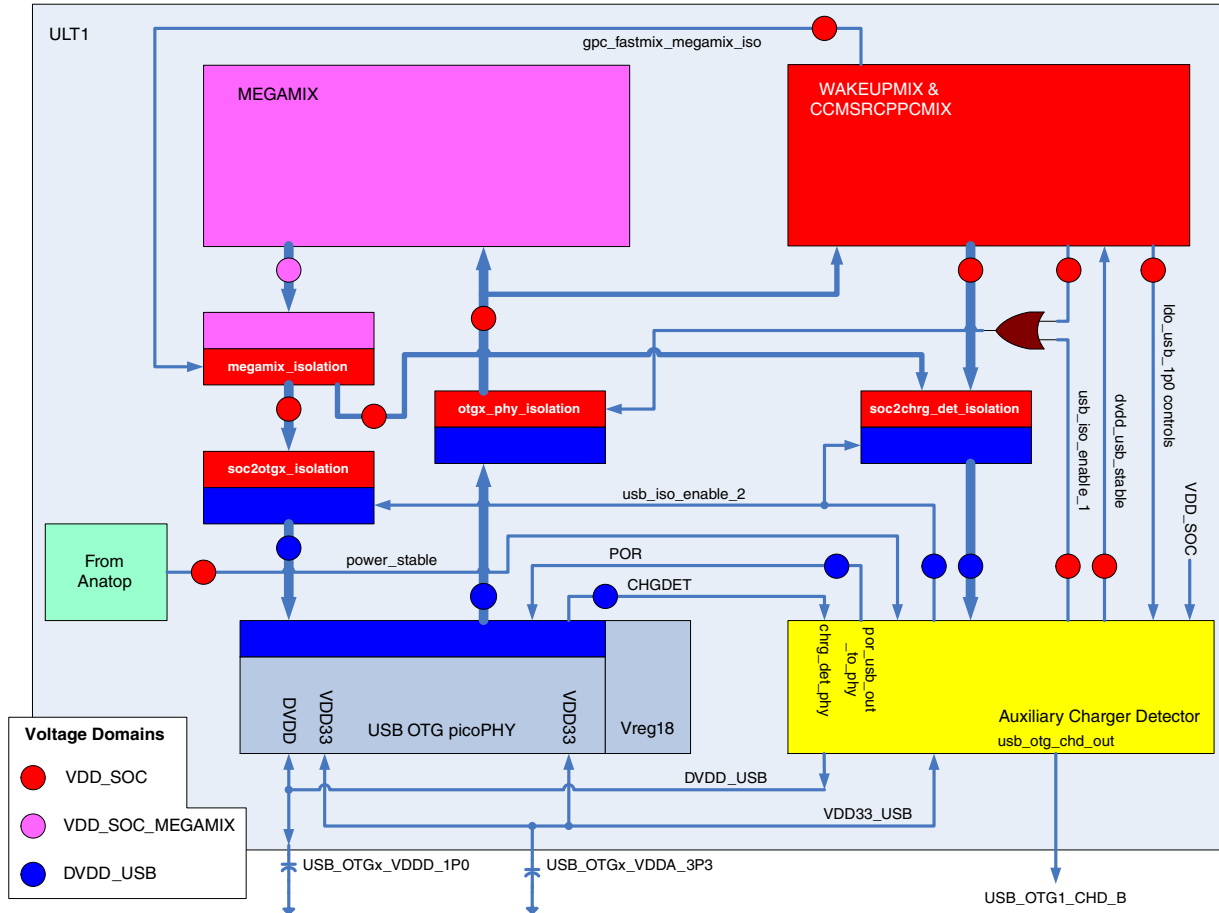 ULT1
gpc_fastmix_megamix_iso
MEGAMIX
WAKEUPMIX &
CCMSRCPPCMIX
megamix_isolation
otgx_phy_isolation
soc2chrg_det_isolation
ldo_usb_1p0 controls
usb_iso_enable_1
dvdd_usb_stable
VDD_SOC
soc2otgx_isolation
usb_iso_enable_2
From
Anatop
power_stable
POR
CHGDET
chrg_det_phy
por_usb_out
_to_phy
DVDD
VDD33
USB OTG picoPHY
VDD33
Vreg18
Auxiliary Charger Detector
usb_otg_chd_out
DVDD_USB
VDD33_USB
Voltage Domains
VDD_SOC
VDD_SOC_MEGAMIX
DVDD_USB
USB_OTGx_VDDD_1P0
USB_OTGx_VDDA_3P3
USB_OTG1_CHD_B